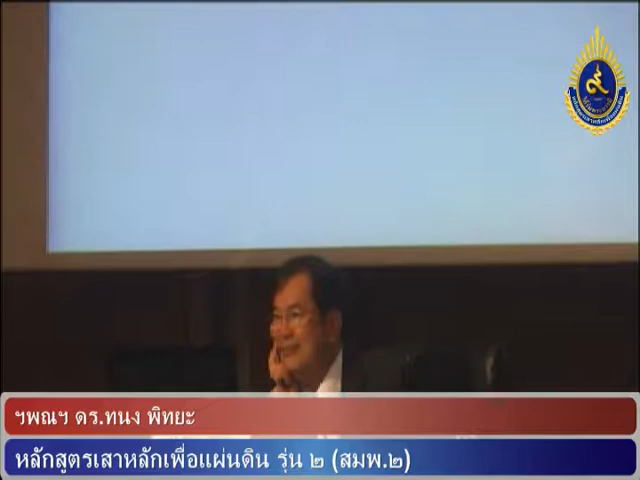 ฯพณฯ ดร.ทนง พิทยะ
หลักสูตรเสาหลักเพื่อแผ่นดิน รุ่น ๒ (สมพ.๒)